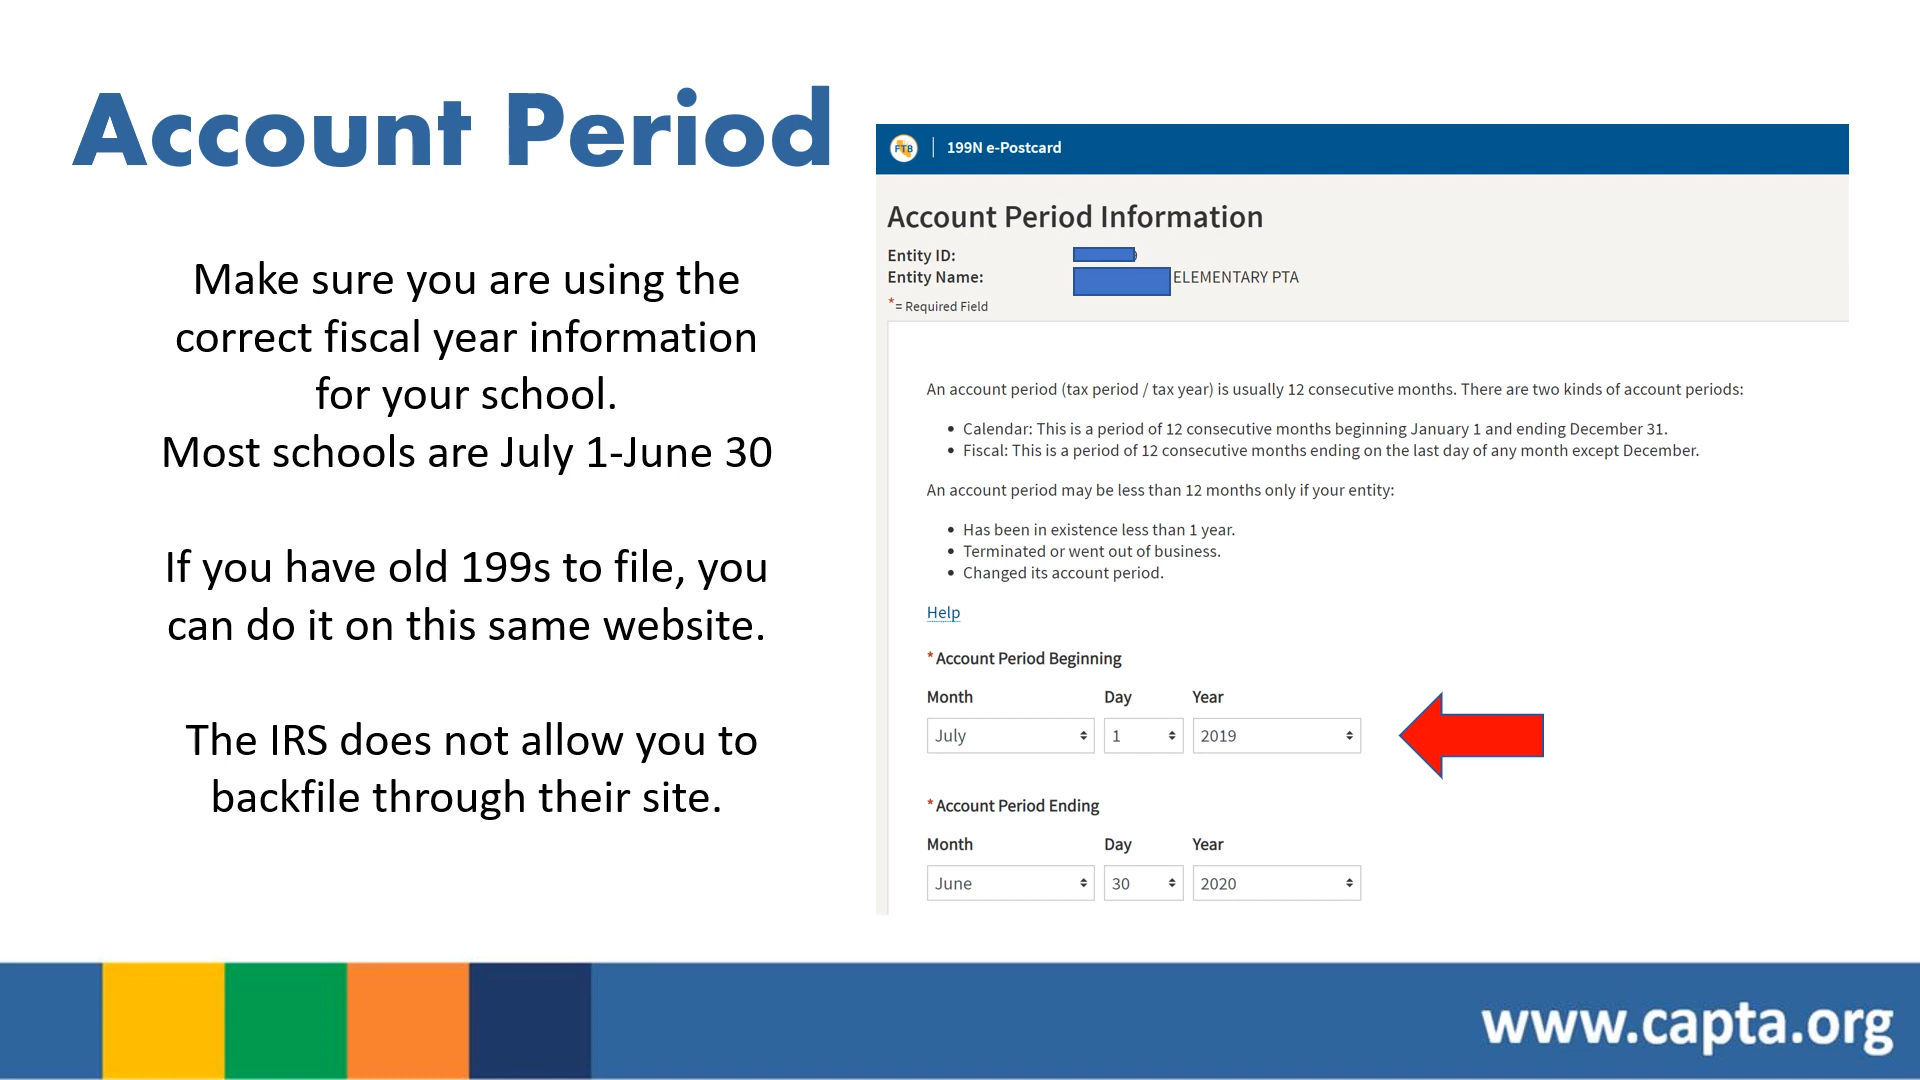 Account Period
Make sure you are using the
correct fiscal year information
for your school.
Most schools are July 1-June 30
If you have old 199s to file, you
can do it on this same website.
The IRS does not allow you to
backfile through their site.
FTB
199N e-Postcard
Account Period Information
Entity ID:
Entity Name: ELEMENTARY PTA
*= Required Field
An account period (tax period / tax year) is usually 12 consecutive months. There are two kinds of account periods:
• Calendar: This is a period of 12 consecutive months beginning January 1 and ending December 31.
• Fiscal: This is a period of 12 consecutive months ending on the last day of any month except December.
An account period may be less than 12 months only if your entity:
• Has been in existence less than 1 year.
• Terminated or went out of business.
• Changed its account period.
Help
* Account Period Beginning
Month Day Year
July 1 2019
* Account Period Ending
Month Day Year
June 30 2020
www.capta.org